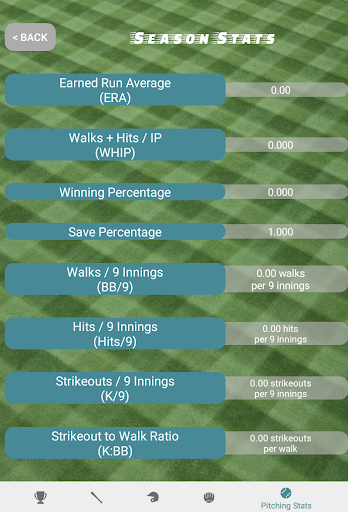 < BACK
Season Stats
Earned Run Average
(ERA)
0.00
Walks + Hits / IP
(WHIP)
0.000
Winning Percentage
0.000
Save Percentage
1.000
Walks / 9 Innings
(BB/9)
0.00 walks
per 9 innings
Hits / 9 Innings
(Hits/9)
0.00 hits
per 9 innings
Strikeouts / 9 Innings
(K/9)
0.00 strikeouts
per 9 innings
Strikeout to Walk Ratio
(K:BB)
0.00 strikeouts
per walk
Pitching Stats